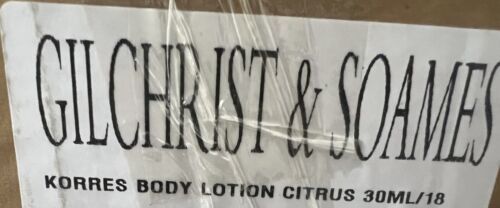 GILCHRIST & SOAMES
KORRES BODY LOTION CITRUS 30ML/18